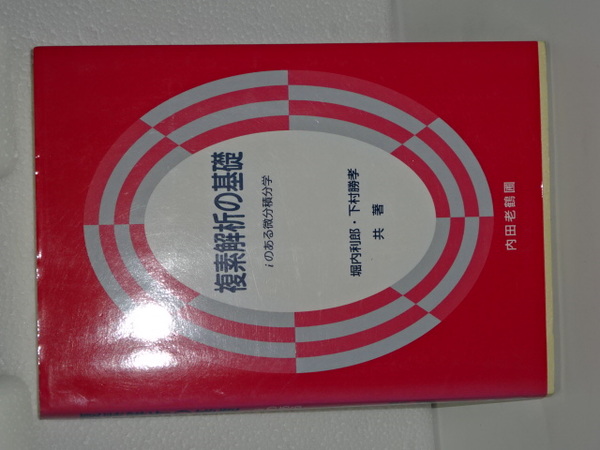 複素解析の基礎
iのある微分積分学
堀内利郎・下村勝孝
共著
内田老鶴圃